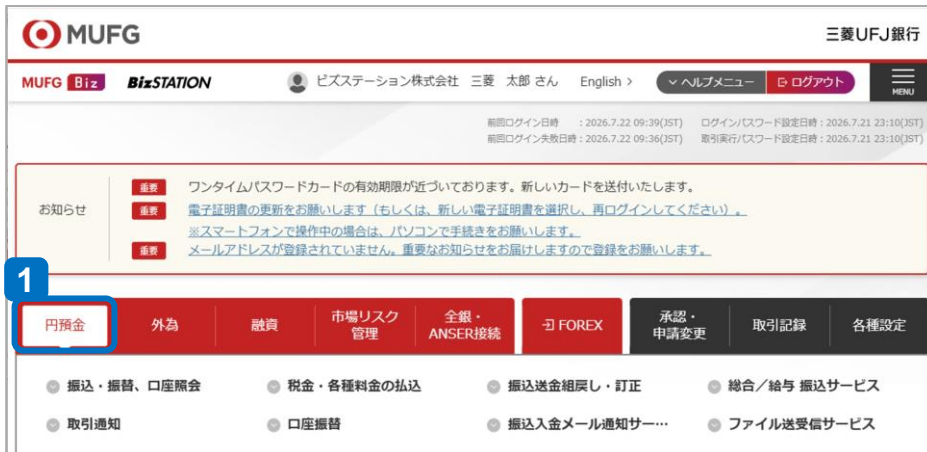 MUFG
三菱UFJ銀行
MUFG Biz BizSTATION ビズステーション株式会社 三菱 太郎 さん English > ヘルプメニュー ログアウト MENU
前回ログイン日時 : 2026.7.22 09:39(JST) ログインパスワード設定日時 : 2026.7.21 23:10(JST)
前回ログイン失敗日時 : 2026.7.22 09:36(JST) 取引実行パスワード設定日時 : 2026.7.21 23:10(JST)
お知らせ
重要 ワンタイムパスワードカードの有効期限が近づいております。新しいカードを送付いたします。
重要 電子証明書の更新をお願いします（もしくは、新しい電子証明書を選択し、再ログインしてください）。
※スマートフォンで操作中の場合は、パソコンで手続きをお願いします。
重要 メールアドレスが登録されていません。重要なお知らせをお届けしますので登録をお願いします。
1
円預金 外為 融資 市場リスク管理 全銀・ANSER接続 FOREX 承認・申請変更 取引記録 各種設定
振込・振替、口座照会 税金・各種料金の払込 振込送金組戻し・訂正 総合／給与 振込サービス
取引通知 口座振替 振込入金メール通知サー… ファイル送受信サービス